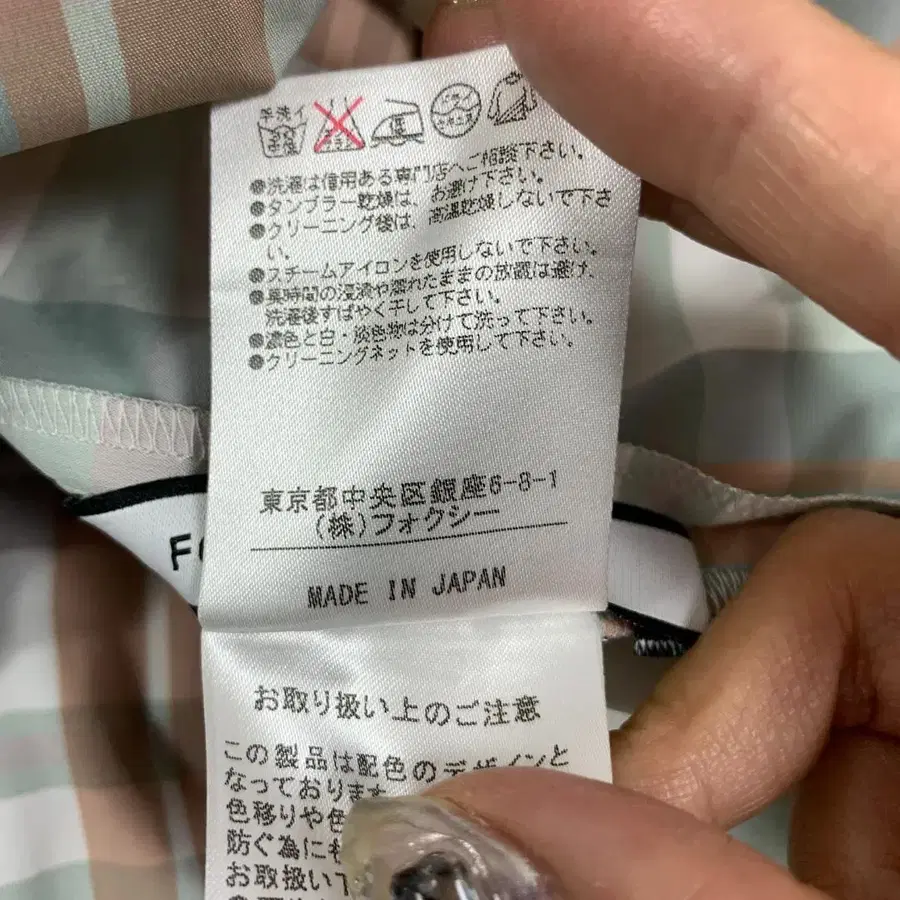 手洗イ
中性
●洗濯は信用ある専門店へご相談下さい。
●タンブラー乾燥は、お避け下さい。
●クリーニング後は、高温乾燥しないで下さ
い。
●スチームアイロンを使用しないで下さい。
●長時間の浸漬や濡れたままの放置は避け、
洗濯後すばやく干して下さい。
●濃色と白・淡色物は分けて洗って下さい。
●クリーニングネットを使用して下さい。
東京都中央区銀座6-8-1
(株)フォクシー
MADE IN JAPAN
お取り扱い上のご注意
この製品は配色のデザインと
なっております
色移りや色
防ぐ為にも
お取扱い下